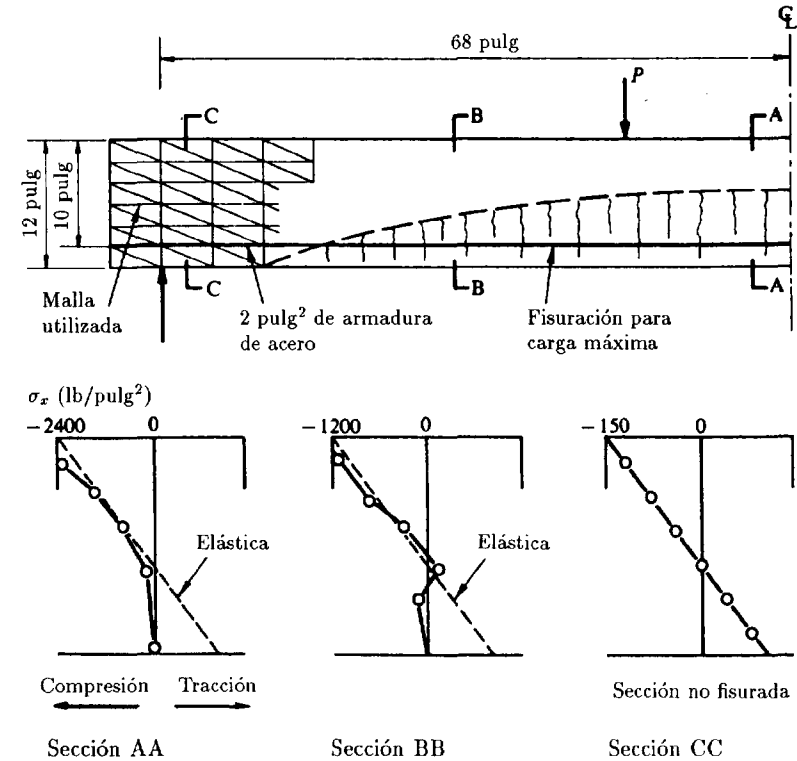 ℄
68 pulg
P
C
B
A
12 pulg
10 pulg
C
B
A
Malla
utilizada
2 pulg² de armadura
de acero
Fisuración para
carga máxima
σₓ (lb/pulg²)
−2400 0
−1200 0
−150 0
Elástica
Elástica
Compresión Tracción
Sección no fisurada
Sección AA
Sección BB
Sección CC